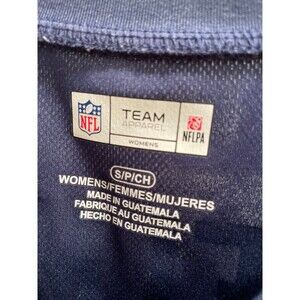 NFL
TEAM
APPAREL
WOMENS
NFLPA
S/P/CH
WOMENS/FEMMES/MUJERES
MADE IN GUATEMALA
FABRIQUE AU GUATEMALA
HECHO EN GUATEMALA